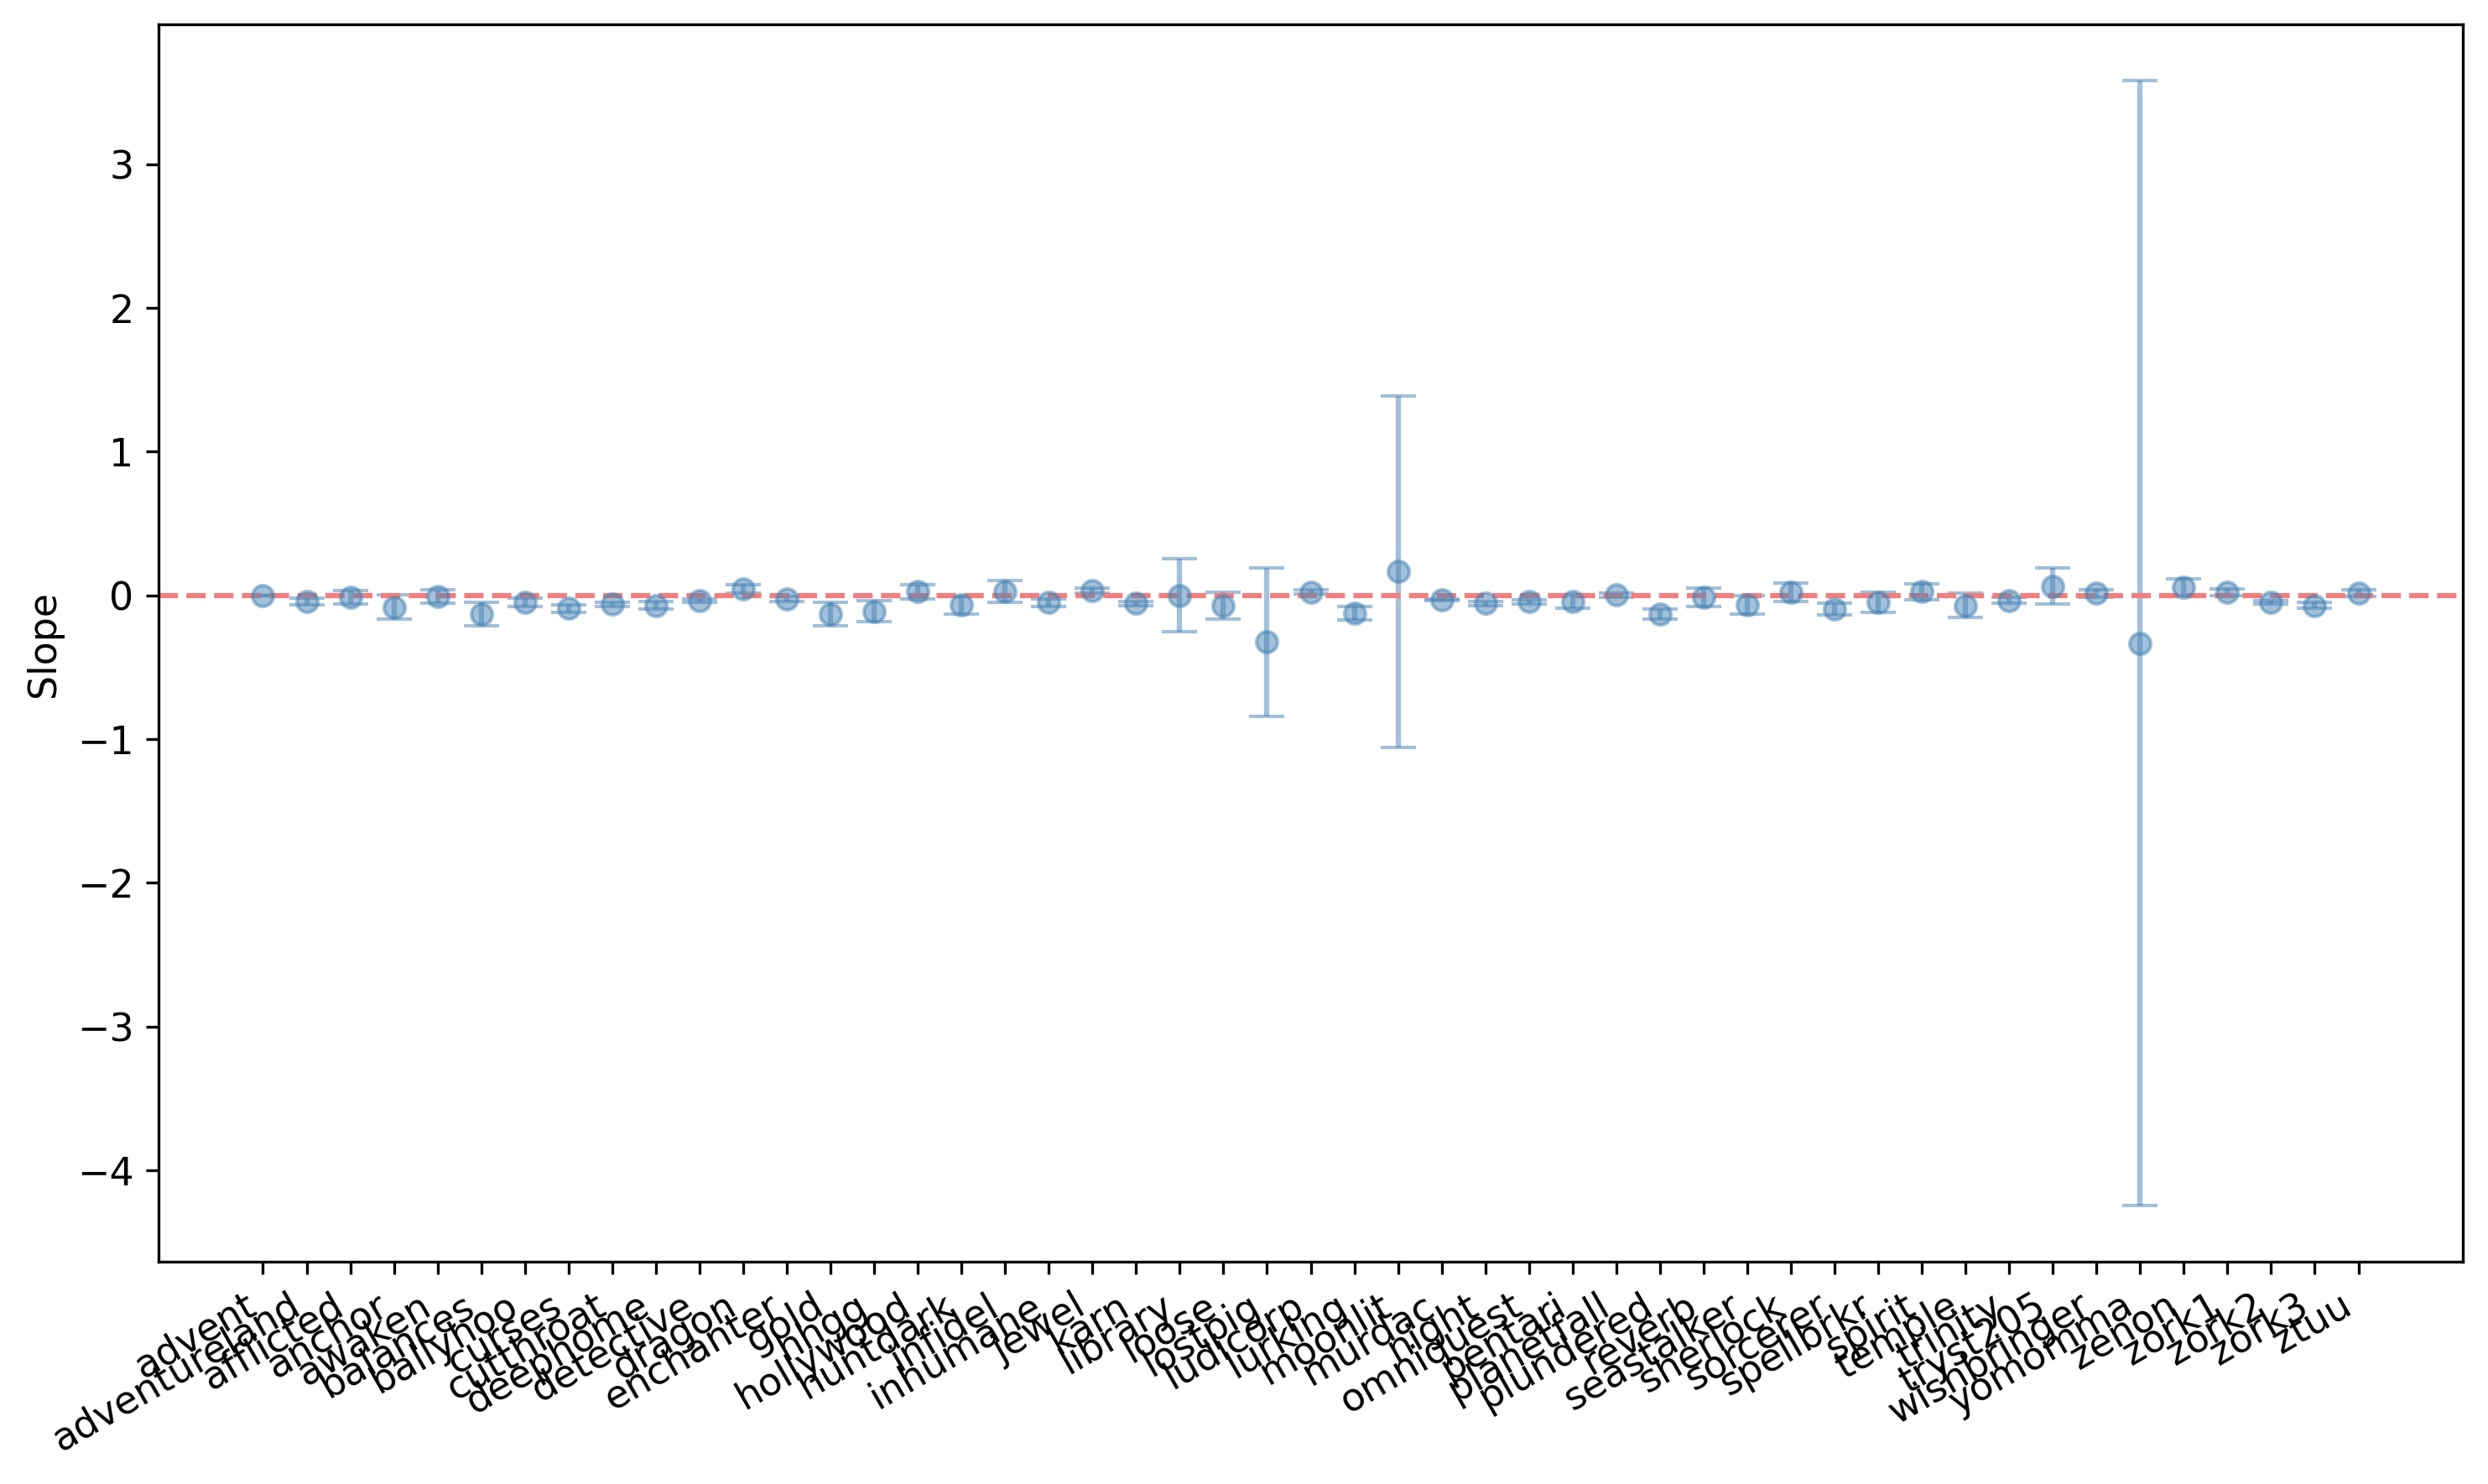 3
2
1
0
−1
−2
−3
−4
Slope
advent
adventureland
afflicted
anchor
awaken
balances
ballyhoo
curses
cutthroat
deephome
detective
dragon
enchanter
gold
hhgg
hollywood
huntdark
infidel
inhumane
jewel
karn
library
loose
lostpig
ludicorp
lurking
moonlit
murdac
night
omniquest
pentari
planetfall
plundered
reverb
seastalker
sherlock
sorcerer
spellbrkr
spirit
temple
trinity
tryst205
wishbringer
yomomma
zenon
zork1
zork2
zork3
ztuu